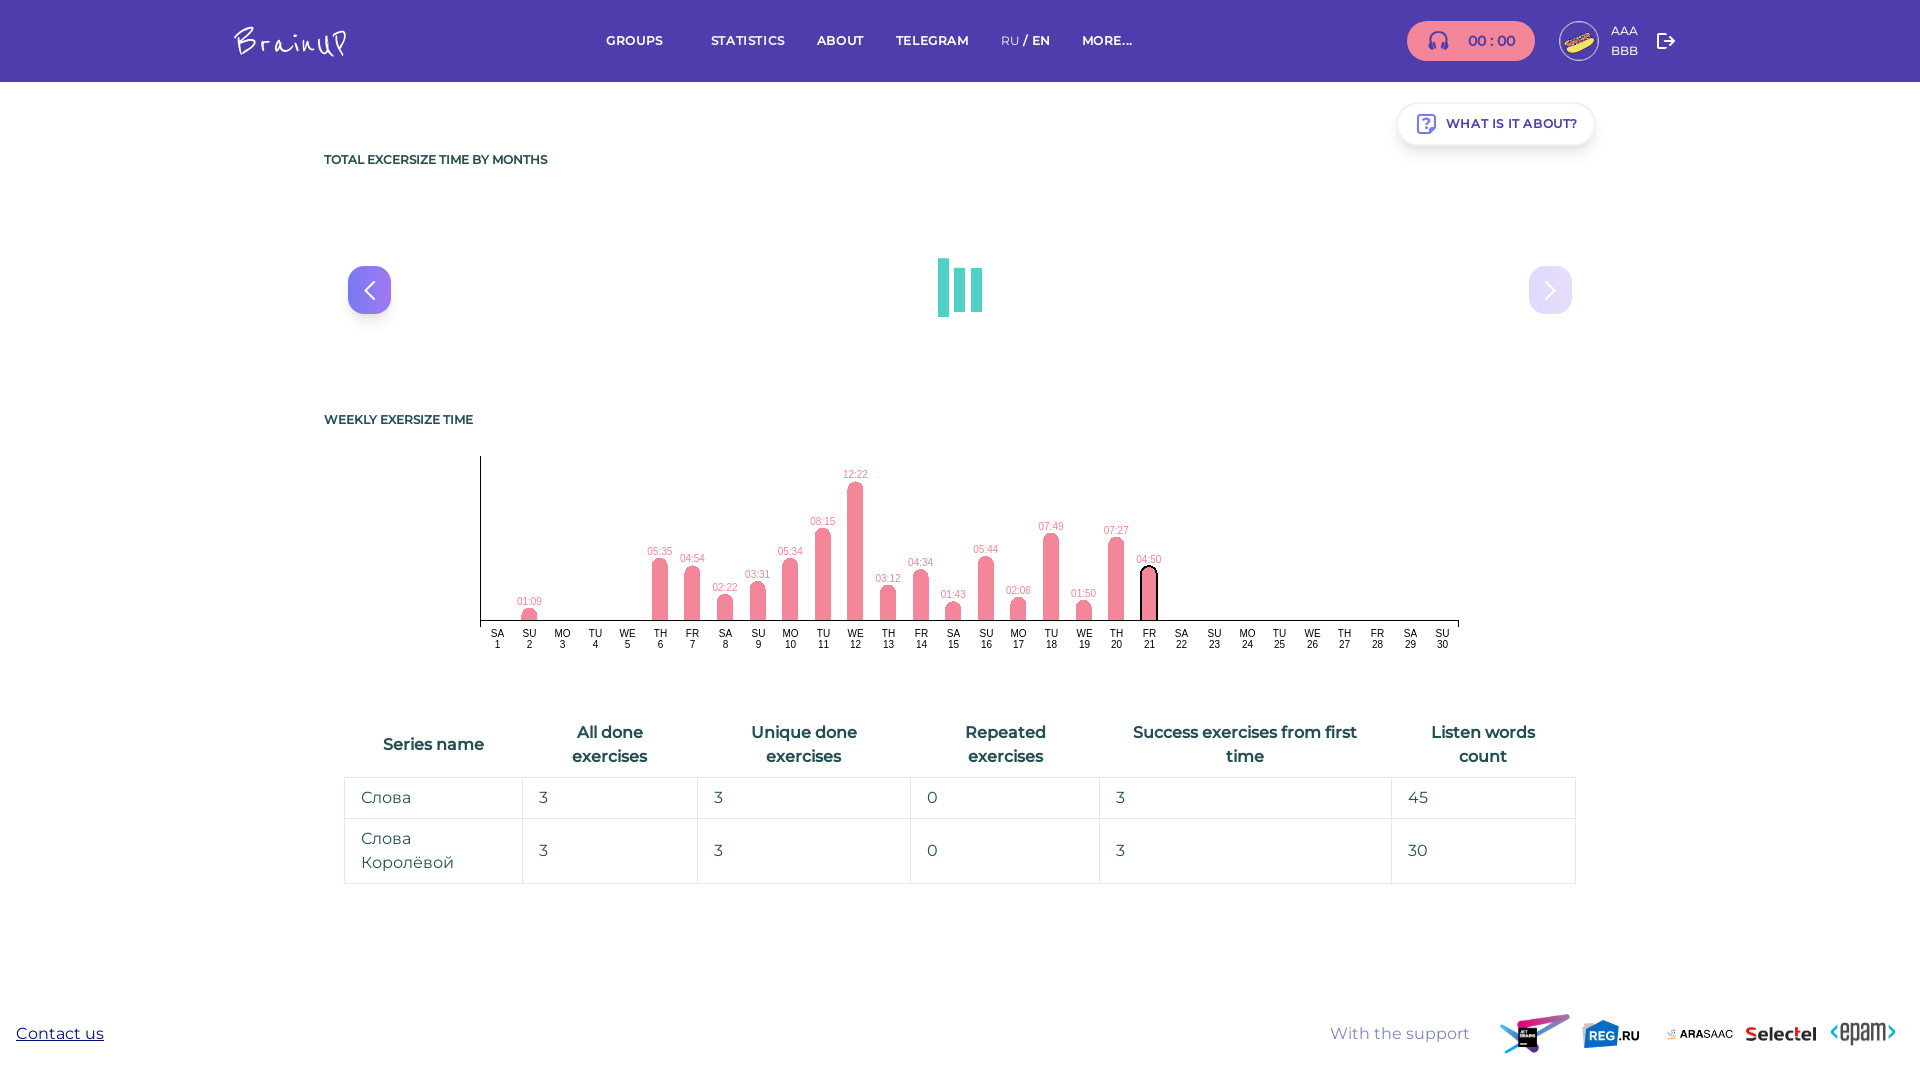 BrainUP
GROUPS
STATISTICS
ABOUT
TELEGRAM
RU / EN
MORE...
00 : 00
AAA
BBB
WHAT IS IT ABOUT?
TOTAL EXCERSIZE TIME BY MONTHS
WEEKLY EXERSIZE TIME
12:22
08:15
07:49
07:27
05:35
05:34
05:44
04:54
04:50
04:34
03:31
03:12
02:22
02:06
01:43
01:50
01:09
SA SU MO TU WE TH FR SA SU MO TU WE TH FR SA SU MO TU WE TH FR SA SU MO TU WE TH FR SA SU
1 2 3 4 5 6 7 8 9 10 11 12 13 14 15 16 17 18 19 20 21 22 23 24 25 26 27 28 29 30
Series name
All done
exercises
Unique done
exercises
Repeated
exercises
Success exercises from first
time
Listen words
count
Слова 3 3 0 3 45
Слова
Королёвой 3 3 0 3 30
Contact us
With the support
REG.RU
ARASAAC
Selectel
<epam>